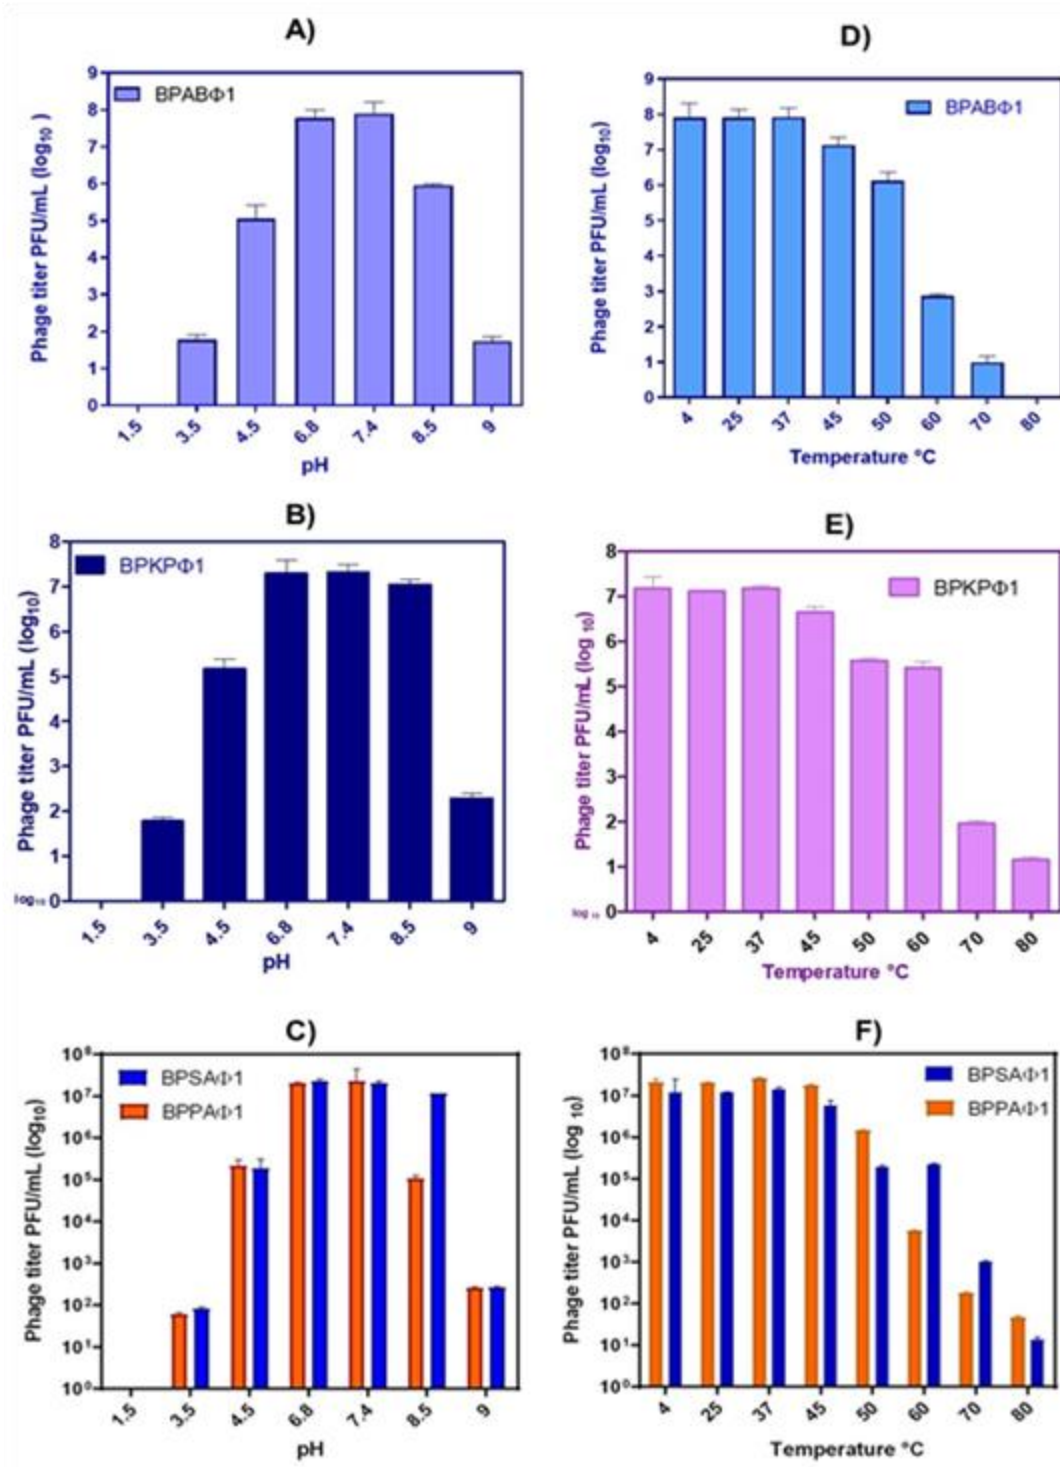 A)
Phage titer PFU/mL (log10 )
9
8
7
6
5
4
3
2
1
0
BPABΦ1
1.5 3.5 4.5 6.8 7.4 8.5 9
pH
D)
Phage titer PFU/mL (log10)
9
8
7
6
5
4
3
2
1
0
BPABΦ1
4 25 37 45 50 60 70 80
Temperature °C
B)
Phage titer PFU/mL (log10)
8
7
6
5
4
3
2
1
log10 0
BPKPΦ1
1.5 3.5 4.5 6.8 7.4 8.5 9
pH
E)
Phage titer PFU/mL (log 10)
8
7
6
5
4
3
2
1
log 10 0
BPKPΦ1
4 25 37 45 50 60 70 80
Temperature °C
C)
Phage titer PFU/mL (log10)
10⁸
10⁷
10⁶
10⁵
10⁴
10³
10²
10¹
10⁰
BPSAΦ1
BPPAΦ1
1.5 3.5 4.5 6.8 7.4 8.5 9
pH
F)
Phage titer PFU/mL (log 10)
10⁸
10⁷
10⁶
10⁵
10⁴
10³
10²
10¹
10⁰
BPSAΦ1
BPPAΦ1
4 25 37 45 50 60 70 80
Temperature °C